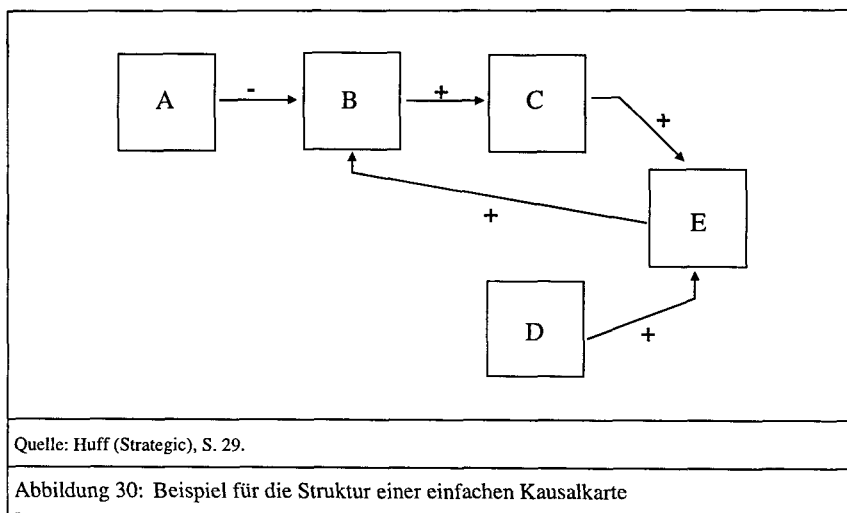 A - B + C
+
+
E
D
+
Quelle: Huff (Strategic), S. 29.
Abbildung 30: Beispiel für die Struktur einer einfachen Kausalkarte